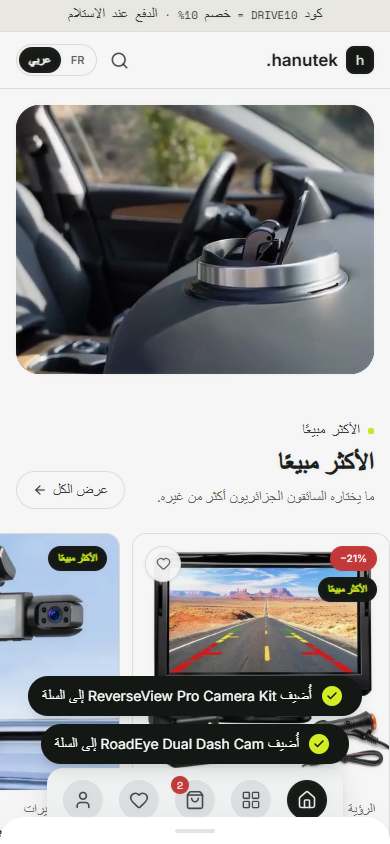 كود DRIVE10 = خصم 10% · الدفع عند الاستلام
h hanutek.
FR عربي
الأكثر مبيعًا
الأكثر مبيعًا
ما يختاره السائقون الجزائريون أكثر من غيره.
عرض الكل ←
−21%
الأكثر مبيعًا
الأكثر مبيعًا
أُضيف ReverseView Pro Camera Kit إلى السلة
أُضيف RoadEye Dual Dash Cam إلى السلة
2
الرؤية